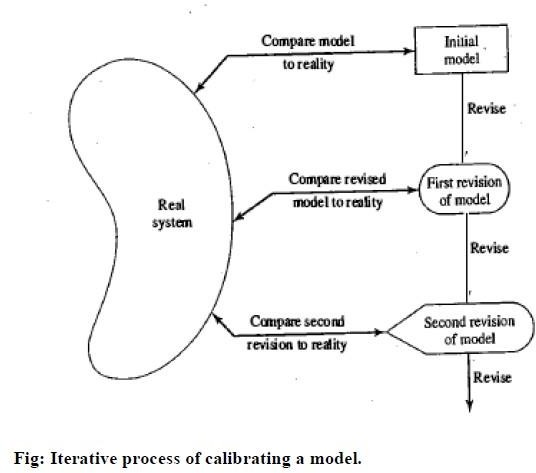 Compare model
to reality
Initial
model
Revise
Real
system
Compare revised
model to reality
First revision
of model
Revise
Compare second
revision to reality
Second revision
of model
Revise
Fig: Iterative process of calibrating a model.